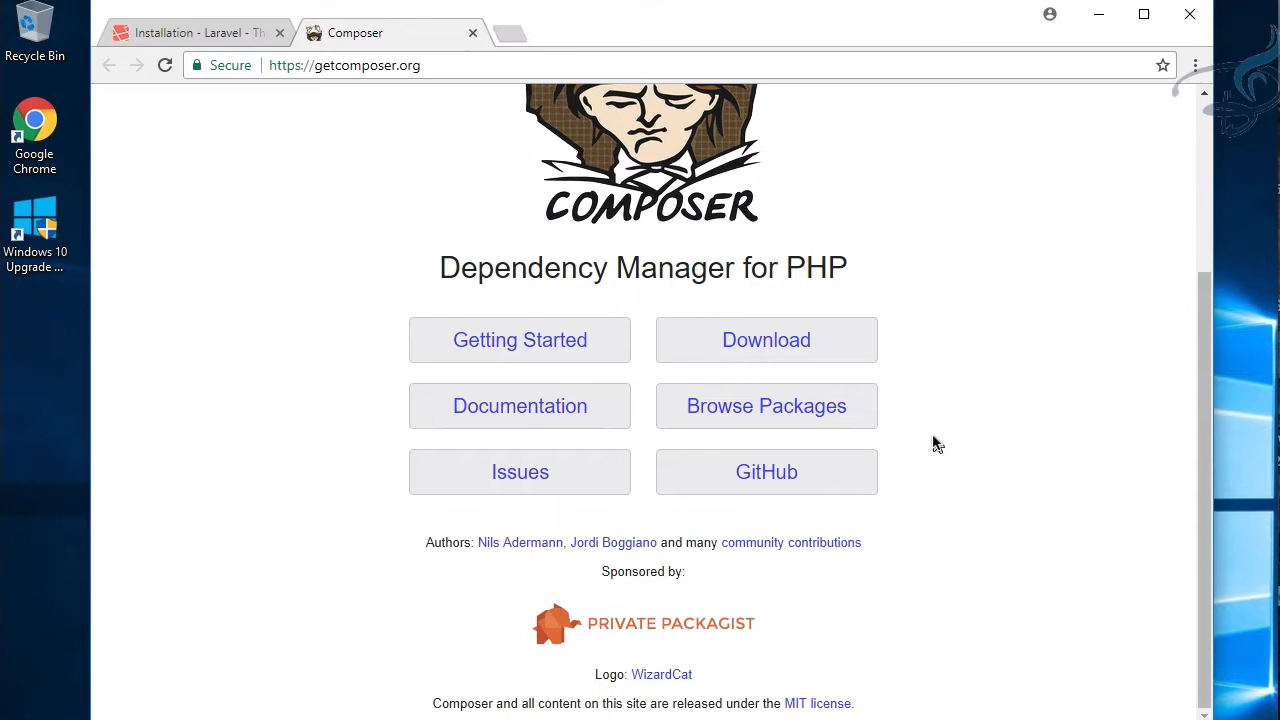 Recycle Bin
Google
Chrome
Windows 10
Upgrade ...
Installation - Laravel - Th
Composer
Secure
https://getcomposer.org
COMPOSER
Dependency Manager for PHP
Getting Started
Download
Documentation
Browse Packages
Issues
GitHub
Authors: Nils Adermann, Jordi Boggiano and many community contributions
Sponsored by:
PRIVATE PACKAGIST
Logo: WizardCat
Composer and all content on this site are released under the MIT license.